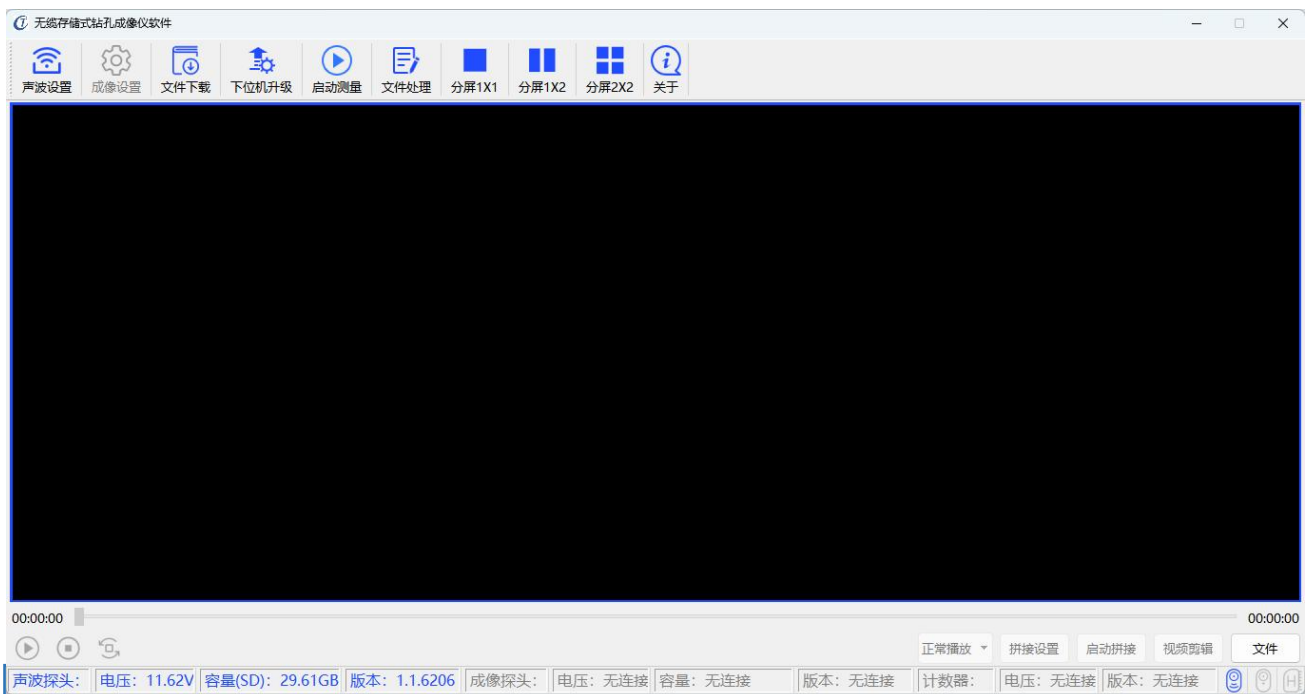 无缆存储式钻孔成像仪软件
声波设置 成像设置 文件下载 下位机升级 启动测量 文件处理 分屏1X1 分屏1X2 分屏2X2 关于
00:00:00 00:00:00
正常播放 拼接设置 启动拼接 视频剪辑 文件
声波探头： 电压：11.62V 容量(SD)：29.61GB 版本：1.1.6206 成像探头： 电压：无连接 容量：无连接 版本：无连接 计数器： 电压：无连接 版本：无连接